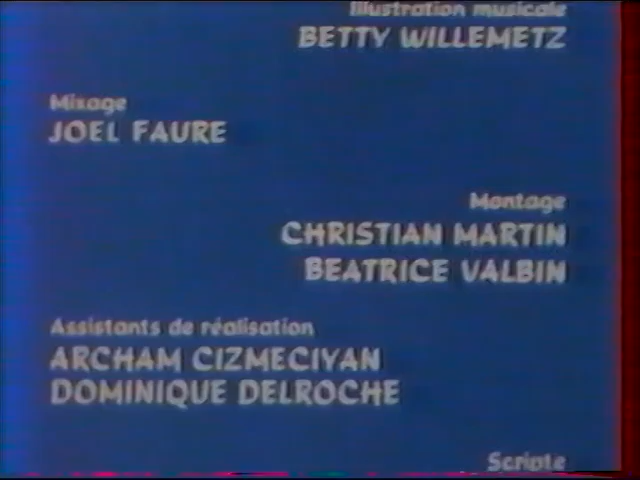 Illustration musicale
BETTY WILLEMETZ
Mixage
JOEL FAURE
Montage
CHRISTIAN MARTIN
BEATRICE VALBIN
Assistants de réalisation
ARCHAM CIZMECIYAN
DOMINIQUE DELROCHE
Scripte